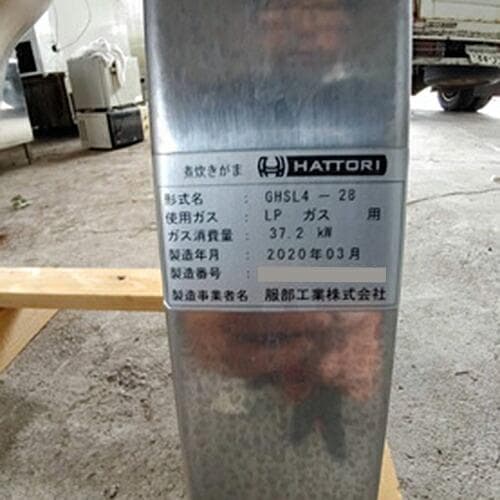 煮炊きがま HATTORI
形式名 : GHSL4 － 28
使用ガス : LP ガス 用
ガス消費量 : 37.2 kW
製造年月 : 2020年03月
製造番号 :
製造事業者名 服部工業株式会社